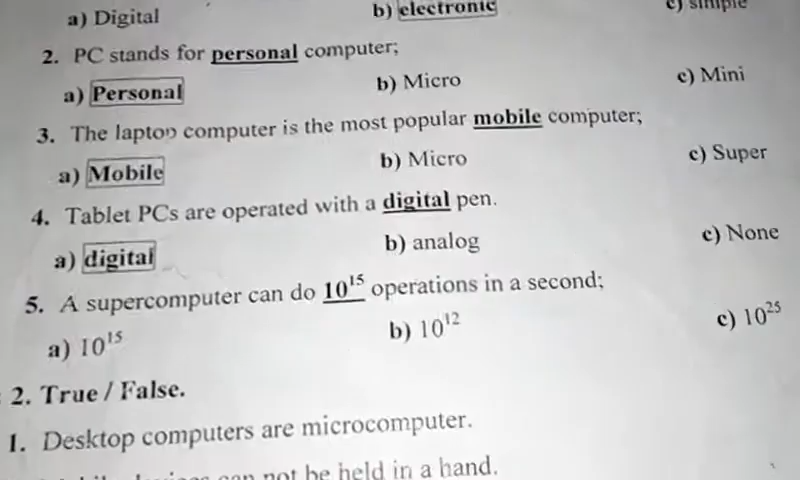 a) Digital b) electronic c) simple
2. PC stands for personal computer;
a) Personal b) Micro c) Mini
3. The laptop computer is the most popular mobile computer;
a) Mobile b) Micro c) Super
4. Tablet PCs are operated with a digital pen.
a) digital b) analog c) None
5. A supercomputer can do 10¹⁵ operations in a second;
a) 10¹⁵ b) 10¹² c) 10²⁵
2. True / False.
1. Desktop computers are microcomputer.
can not be held in a hand.